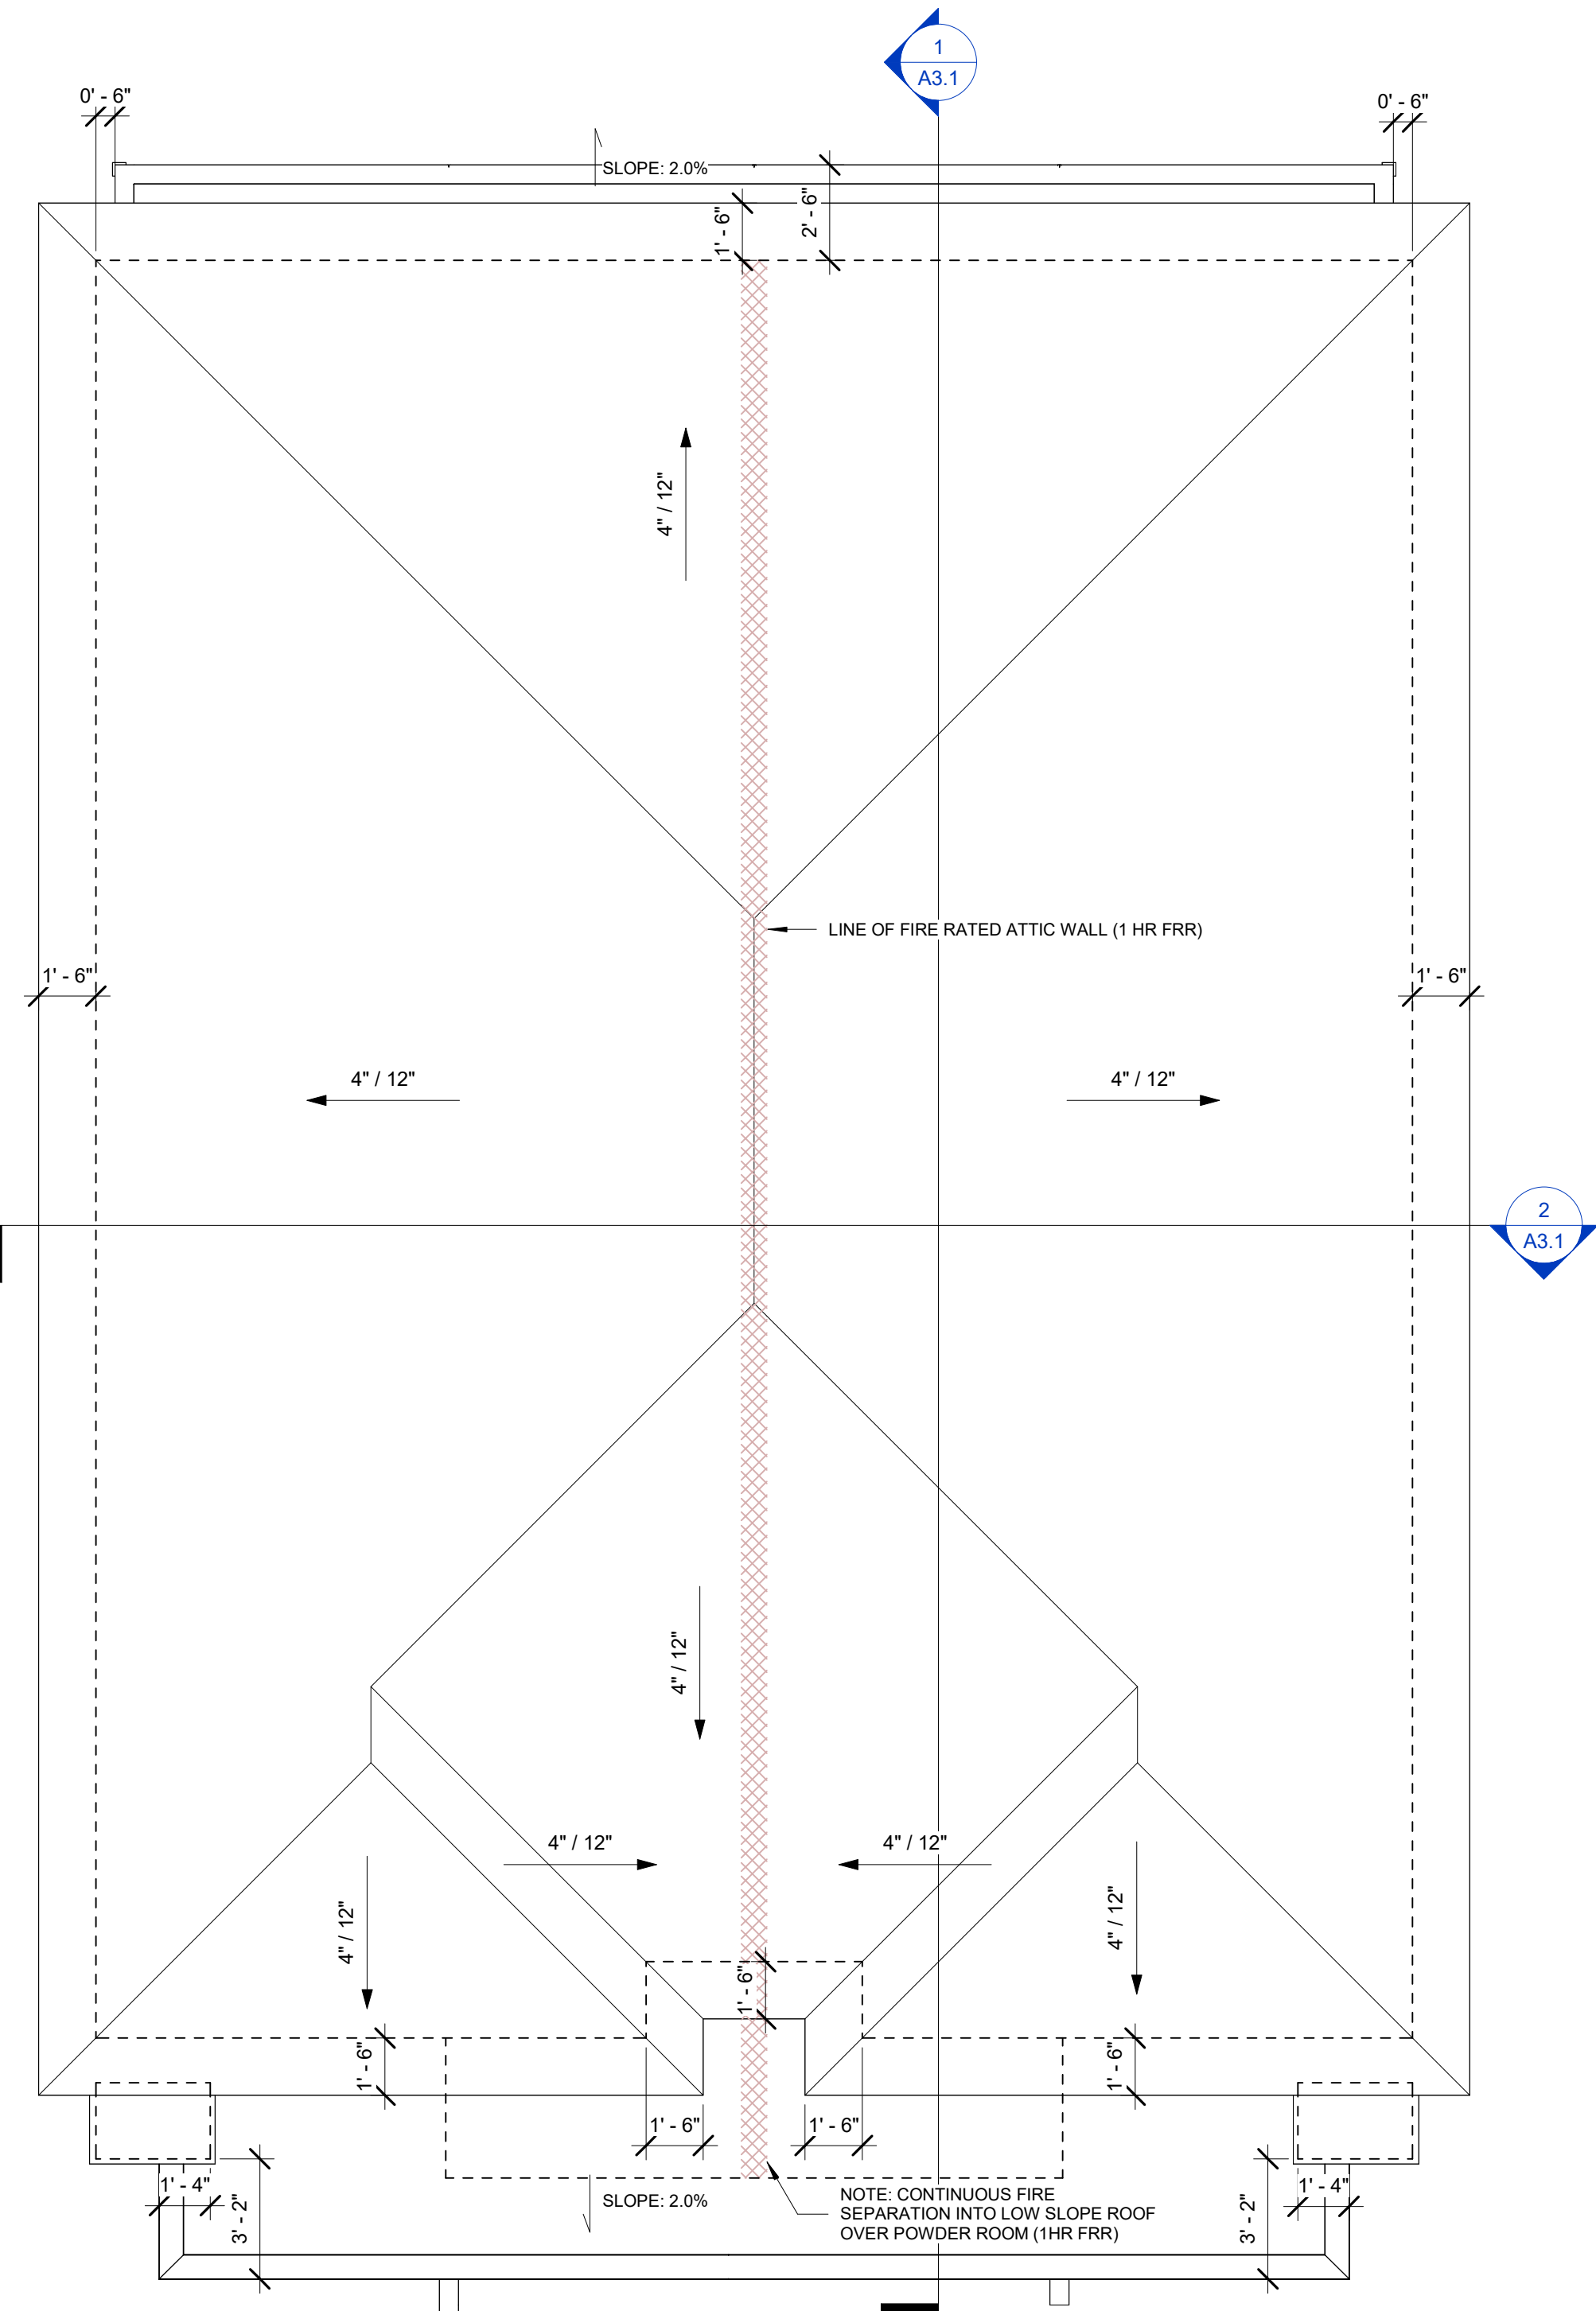 1
A3.1
0' - 6"
0' - 6"
SLOPE: 2.0%
1' - 6"
2' - 6"
4" / 12"
LINE OF FIRE RATED ATTIC WALL (1 HR FRR)
1' - 6"
1' - 6"
4" / 12"
4" / 12"
2
A3.1
4" / 12"
4" / 12"
4" / 12"
4" / 12"
4" / 12"
1' - 6"
1' - 6"
1' - 6"
1' - 6"
1' - 6"
1' - 4"
3' - 2"
SLOPE: 2.0%
NOTE: CONTINUOUS FIRE
SEPARATION INTO LOW SLOPE ROOF
OVER POWDER ROOM (1HR FRR)
1' - 4"
3' - 2"